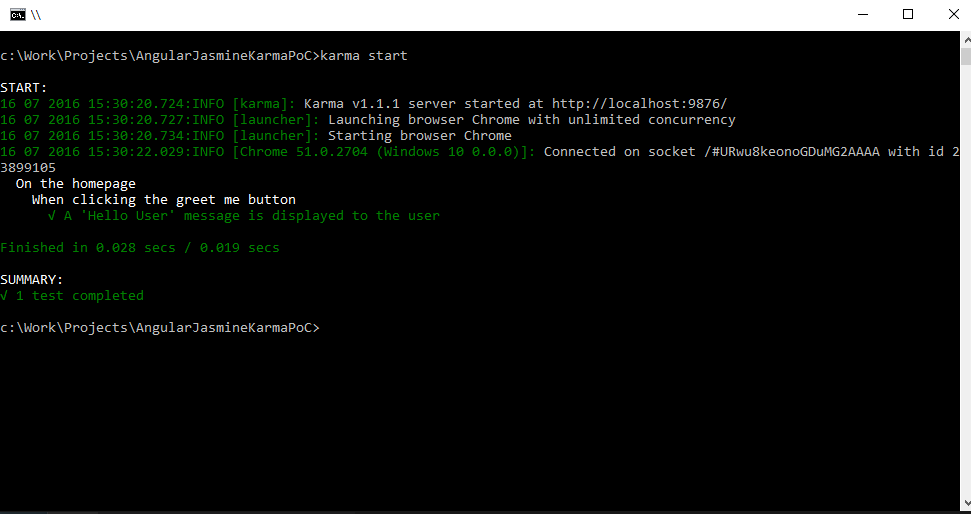 \\
c:\Work\Projects\AngularJasmineKarmaPoC>karma start
START:
16 07 2016 15:30:20.724:INFO [karma]: Karma v1.1.1 server started at http://localhost:9876/
16 07 2016 15:30:20.727:INFO [launcher]: Launching browser Chrome with unlimited concurrency
16 07 2016 15:30:20.734:INFO [launcher]: Starting browser Chrome
16 07 2016 15:30:22.029:INFO [Chrome 51.0.2704 (Windows 10 0.0.0)]: Connected on socket /#URwu8keonoGDuMG2AAAA with id 2
3899105
On the homepage
When clicking the greet me button
√ A 'Hello User' message is displayed to the user
Finished in 0.028 secs / 0.019 secs
SUMMARY:
√ 1 test completed
c:\Work\Projects\AngularJasmineKarmaPoC>